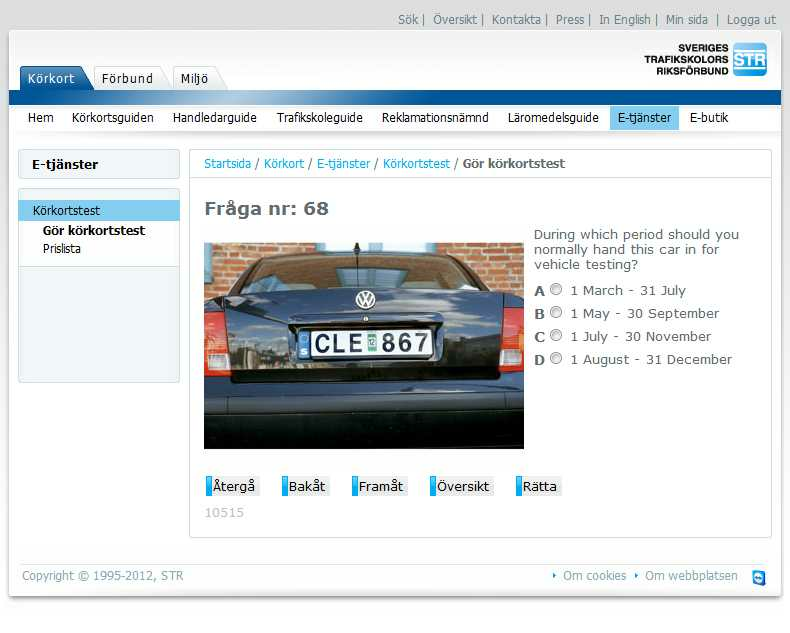 Sök | Översikt | Kontakta | Press | In English | Min sida | Logga ut
SVERIGES
TRAFIKSKOLORS
RIKSFÖRBUND
STR
Körkort Förbund Miljö
Hem Körkortsguiden Handledarguide Trafikskoleguide Reklamationsnämnd Läromedelsguide E-tjänster E-butik
E-tjänster
Körkortstest
Gör körkortstest
Prislista
Startsida / Körkort / E-tjänster / Körkortstest / Gör körkortstest
Fråga nr: 68
S CLE 12 867
During which period should you
normally hand this car in for
vehicle testing?
A 1 March - 31 July
B 1 May - 30 September
C 1 July - 30 November
D 1 August - 31 December
Återgå Bakåt Framåt Översikt Rätta
10515
Copyright © 1995-2012, STR
Om cookies Om webbplatsen